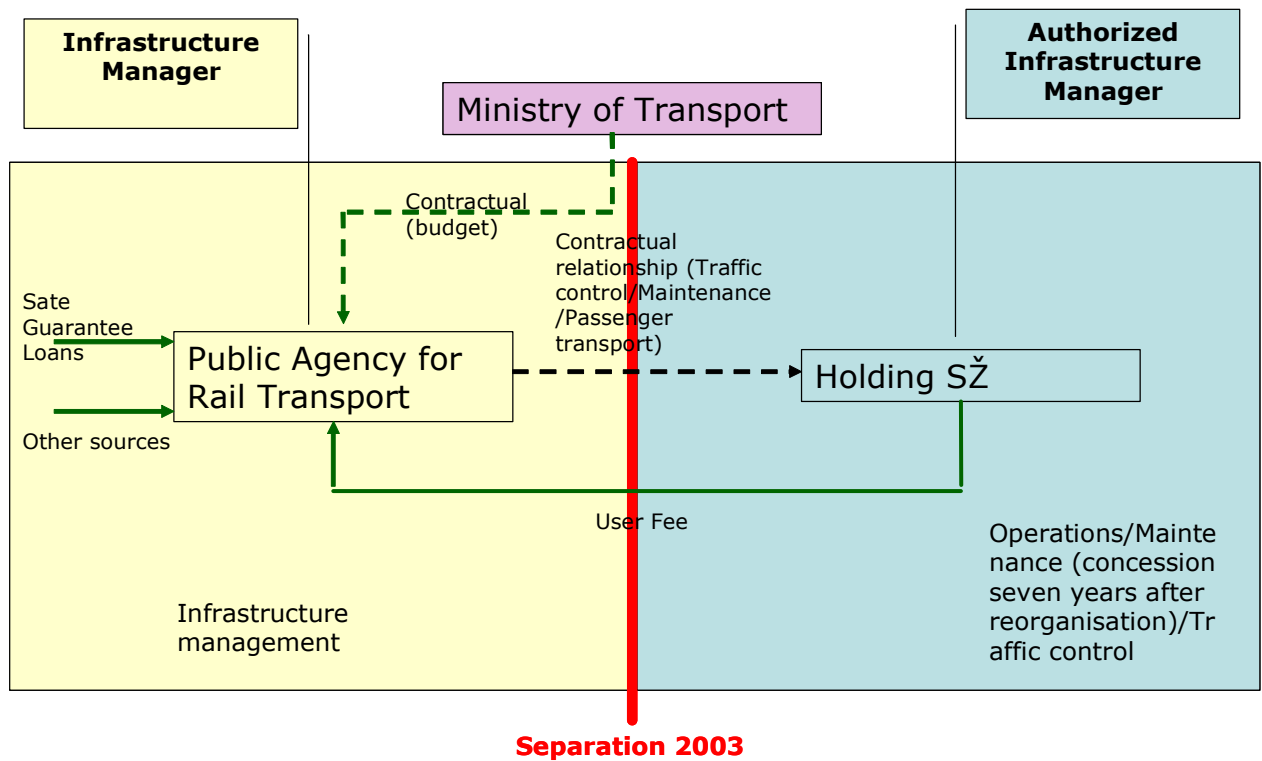 Infrastructure
Manager
Authorized
Infrastructure
Manager
Ministry of Transport
Contractual
(budget)
Contractual
relationship (Traffic
control/Maintenance
/Passenger
transport)
Sate
Guarantee
Loans
Public Agency for
Rail Transport
Holding SŽ
Other sources
User Fee
Operations/Mainte
nance (concession
seven years after
reorganisation)/Tr
affic control
Infrastructure
management
Separation 2003